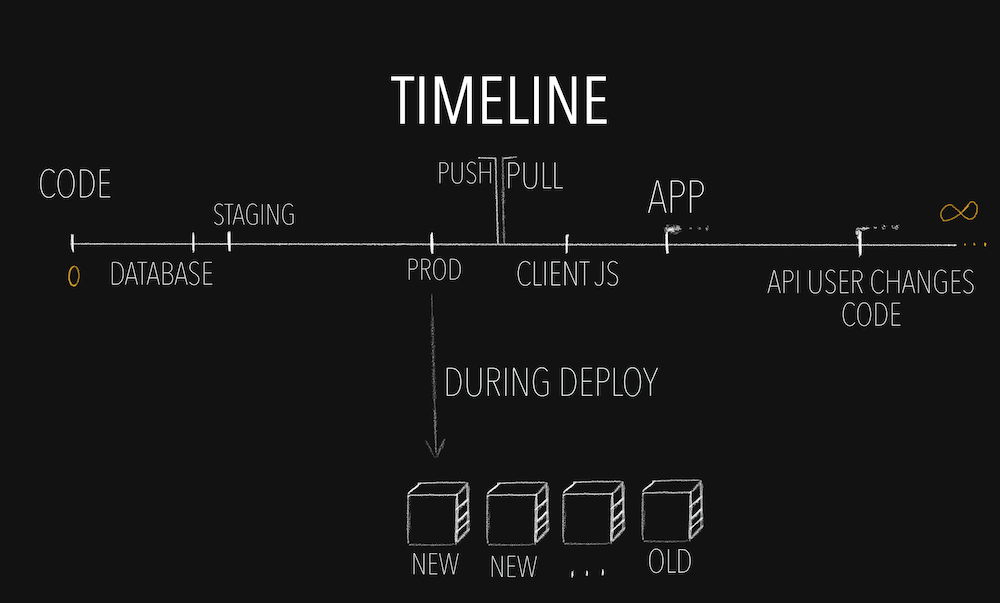 TIMELINE
PUSH PULL
CODE
APP
STAGING
∞
0
DATABASE
PROD
CLIENT JS
API USER CHANGES
CODE
DURING DEPLOY
NEW
NEW
...
OLD